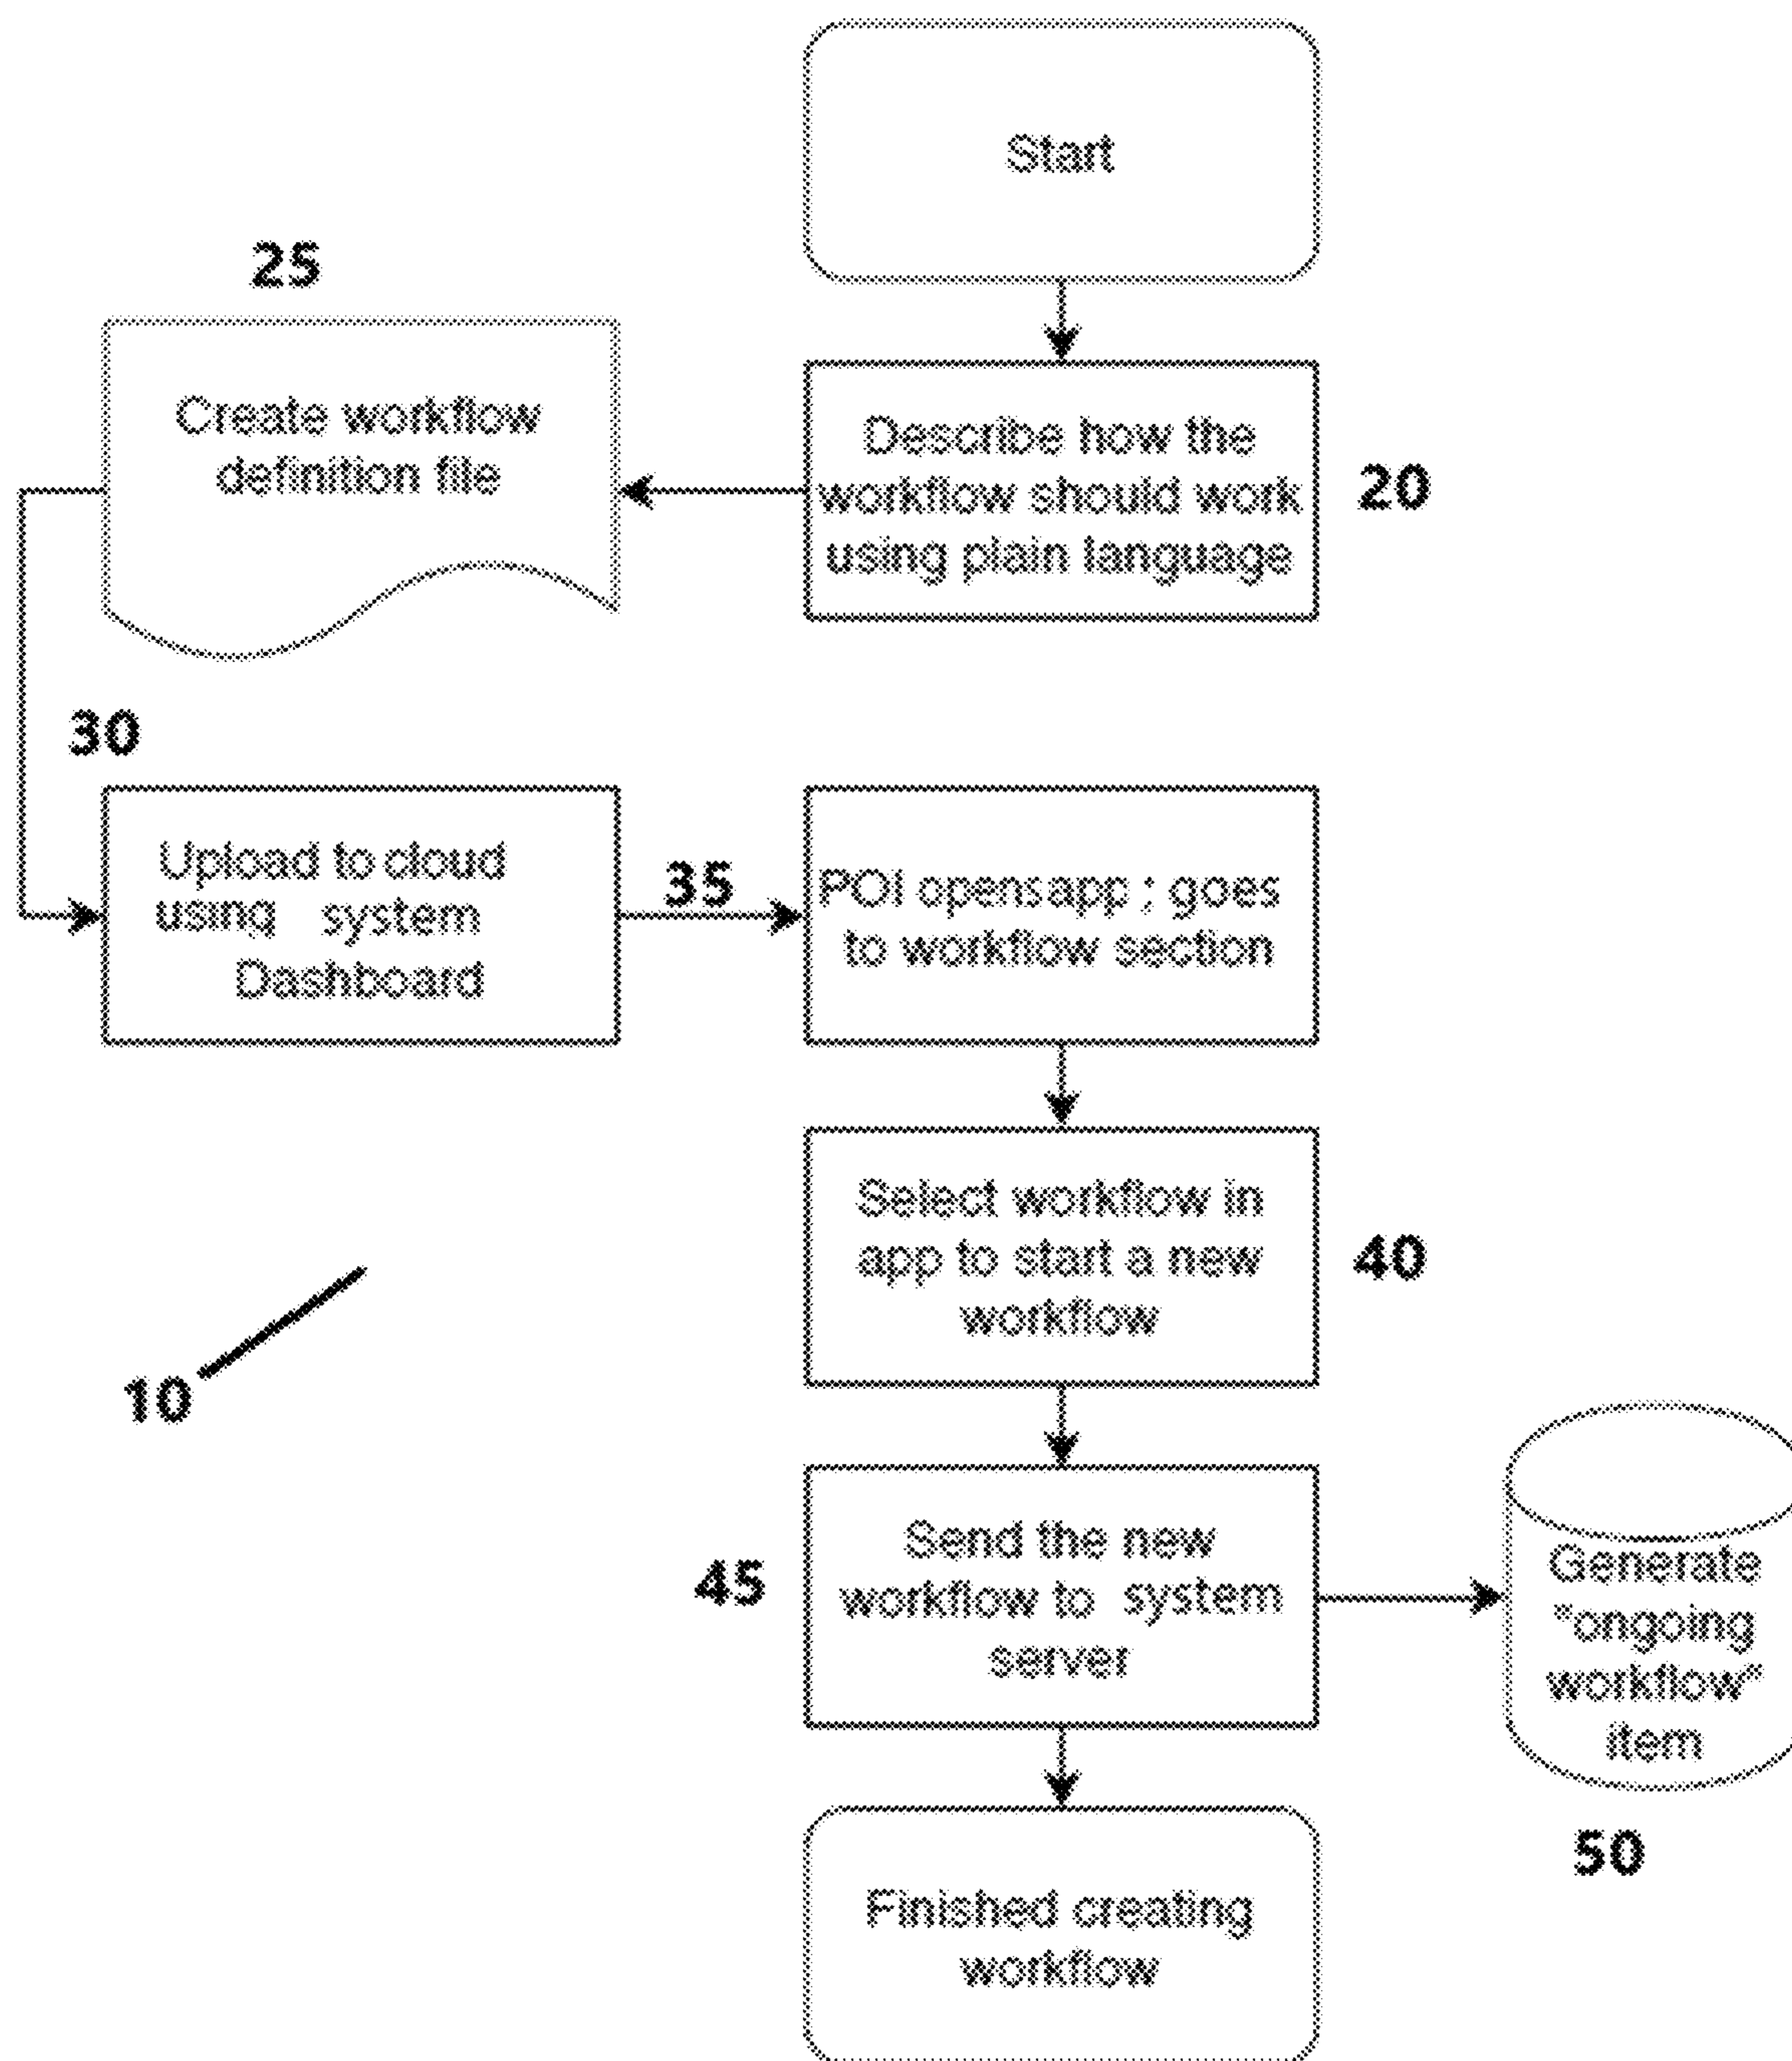 Start
25
Create workflow
definition file
Describe how the
workflow should work
using plain language
20
30
Upload to cloud
using system
Dashboard
35
POI opens app ; goes
to workflow section
Select workflow in
app to start a new
workflow
40
10
45
Send the new
workflow to system
server
Generate
"ongoing
workflow"
item
50
Finished creating
workflow